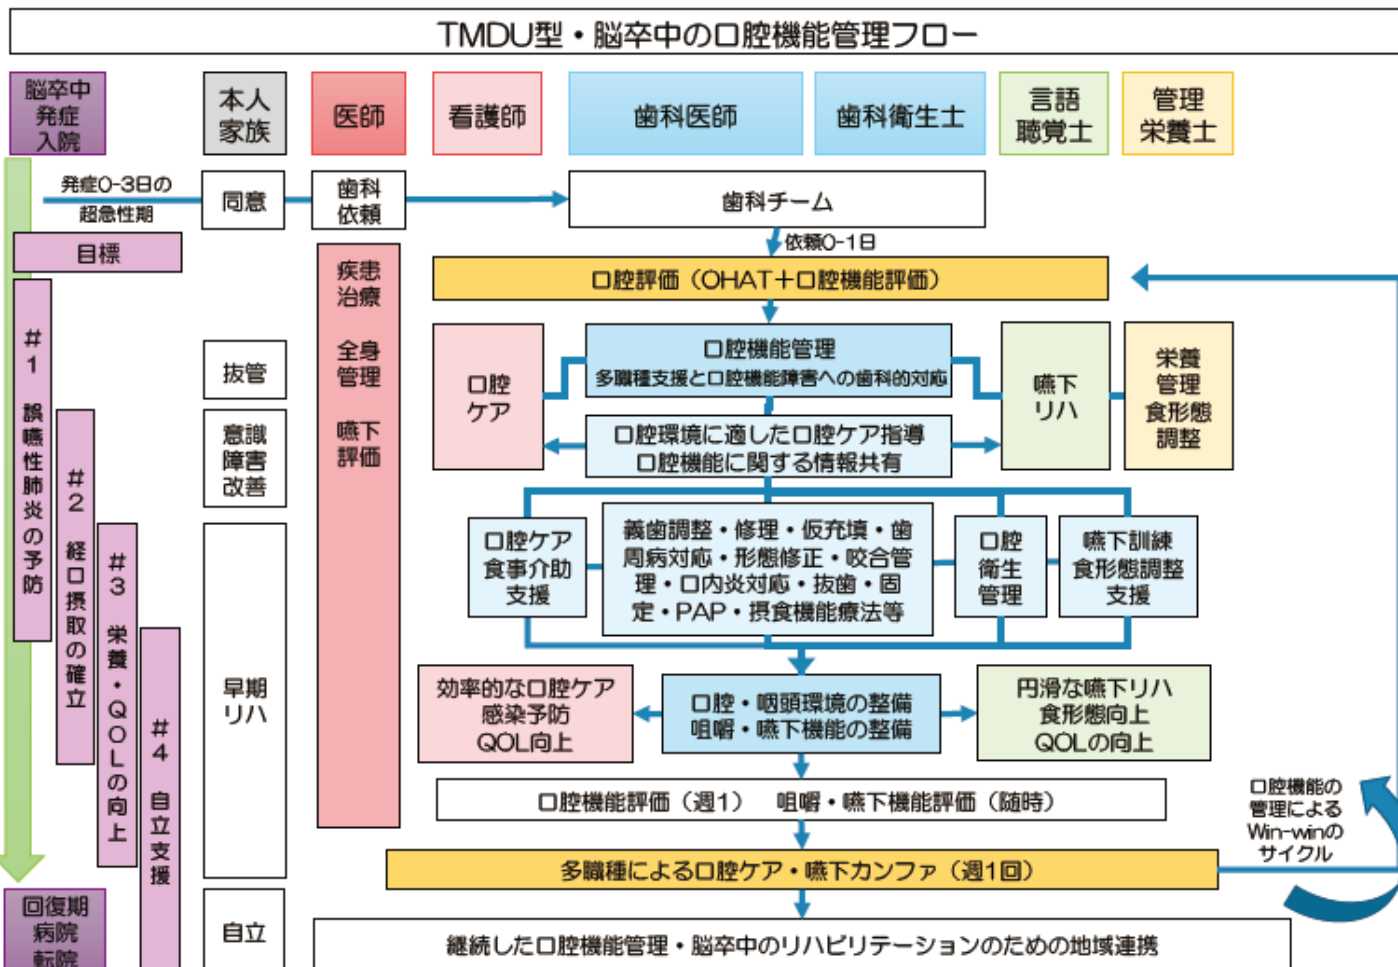 TMDU型・脳卒中の口腔機能管理フロー
脳卒中
発症
入院
本人
家族
医師
看護師
歯科医師
歯科衛生士
言語
聴覚士
管理
栄養士
発症0-3日の
超急性期
同意
歯科
依頼
歯科チーム
依頼0-1日
目標
口腔評価（OHAT＋口腔機能評価）
#1 誤嚥性肺炎の予防
#2 経口摂取の確立
#3 栄養・QOLの向上
#4 自立支援
抜管
意識
障害
改善
早期
リハ
自立
疾患
治療
全身
管理
嚥下
評価
口腔
ケア
口腔機能管理
多職種支援と口腔機能障害への歯科的対応
嚥下
リハ
栄養
管理
食形態
調整
口腔環境に適した口腔ケア指導
口腔機能に関する情報共有
口腔ケア
食事介助
支援
義歯調整・修理・仮充填・歯
周病対応・形態修正・咬合管
理・口内炎対応・抜歯・固
定・PAP・摂食機能療法等
口腔
衛生
管理
嚥下訓練
食形態調整
支援
効率的な口腔ケア
感染予防
QOL向上
口腔・咽頭環境の整備
咀嚼・嚥下機能の整備
円滑な嚥下リハ
食形態向上
QOLの向上
口腔機能評価（週1）　咀嚼・嚥下機能評価（随時）
口腔機能の
管理による
Win-winの
サイクル
多職種による口腔ケア・嚥下カンファ（週1回）
回復期
病院
転院
継続した口腔機能管理・脳卒中のリハビリテーションのための地域連携